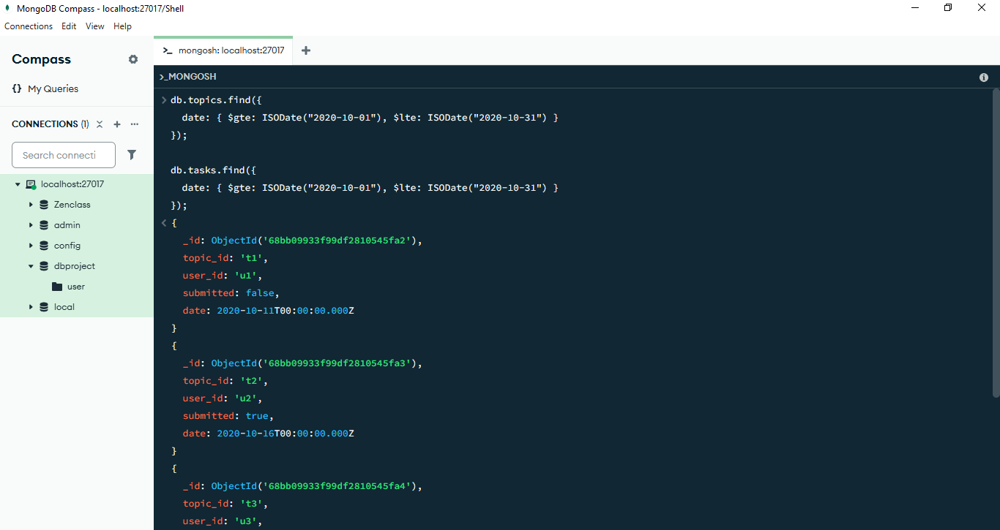 MongoDB Compass - localhost:27017/Shell
Connections Edit View Help
Compass
{} My Queries
CONNECTIONS (1)
Search connecti
localhost:27017
Zenclass
admin
config
dbproject
user
local
>_ mongosh: localhost:27017
>_MONGOSH
> db.topics.find({
date: { $gte: ISODate("2020-10-01"), $lte: ISODate("2020-10-31") }
});
db.tasks.find({
date: { $gte: ISODate("2020-10-01"), $lte: ISODate("2020-10-31") }
});
< {
_id: ObjectId('68bb09933f99df2810545fa2'),
topic_id: 't1',
user_id: 'u1',
submitted: false,
date: 2020-10-11T00:00:00.000Z
}
{
_id: ObjectId('68bb09933f99df2810545fa3'),
topic_id: 't2',
user_id: 'u2',
submitted: true,
date: 2020-10-16T00:00:00.000Z
}
{
_id: ObjectId('68bb09933f99df2810545fa4'),
topic_id: 't3',
user_id: 'u3',